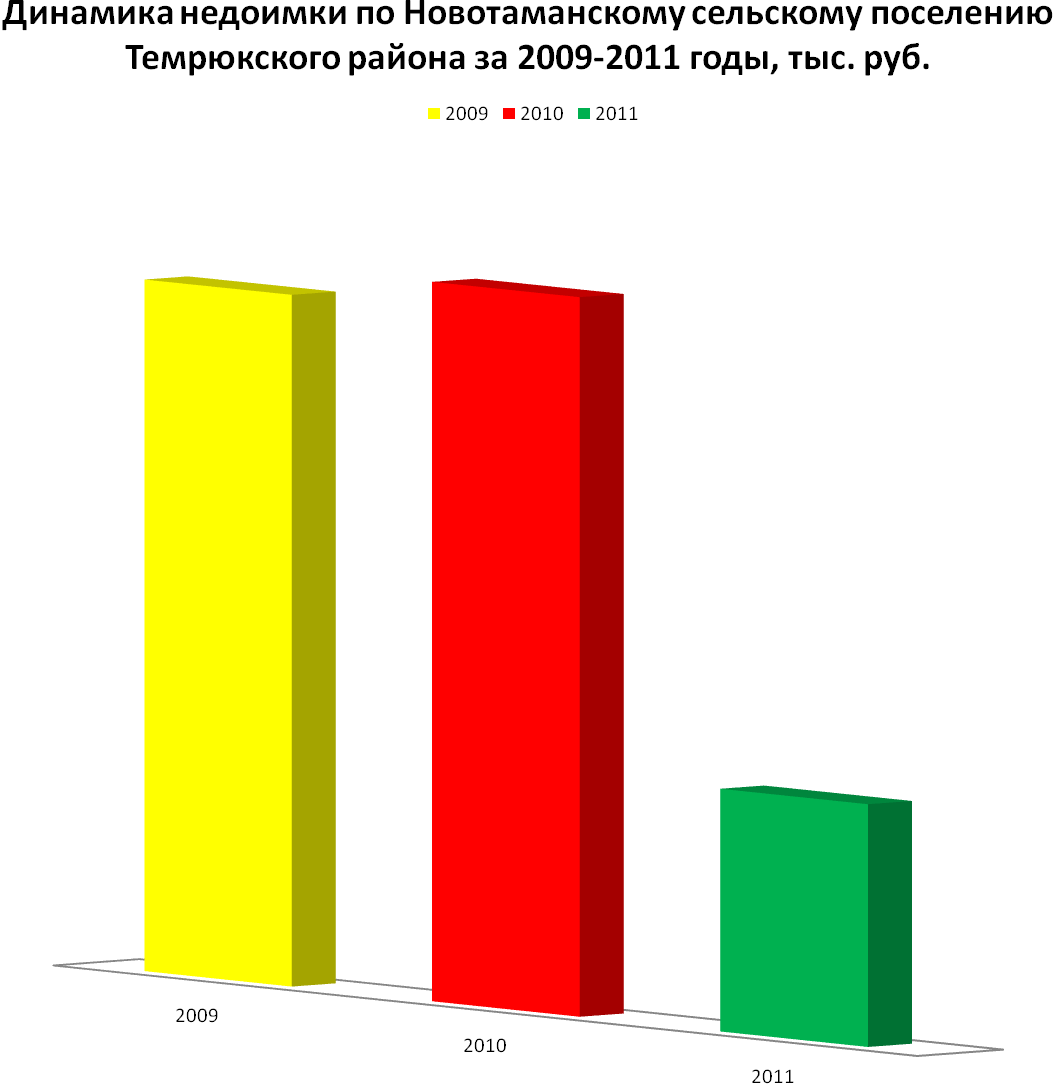 Динамика недоимки по Новотаманскому сельскому поселению
Темрюкского района за 2009-2011 годы, тыс. руб.
2009 2010 2011
2009
2010
2011